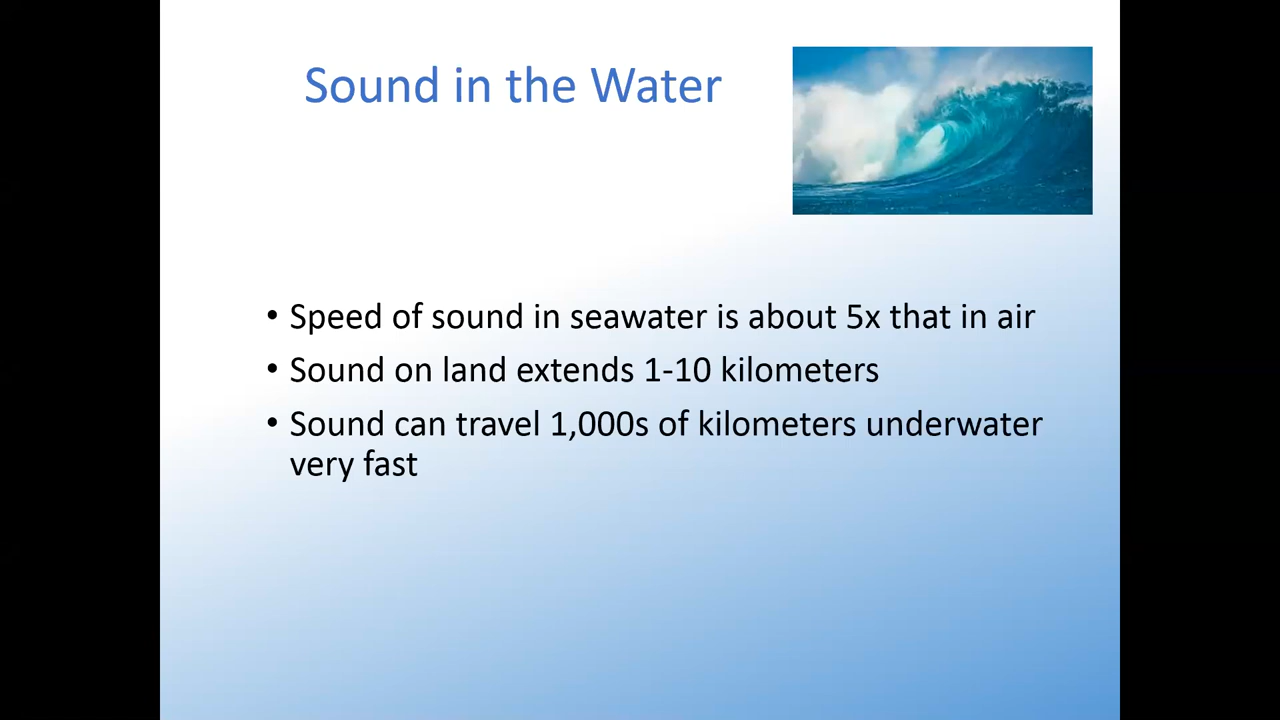 Sound in the Water
• Speed of sound in seawater is about 5x that in air
• Sound on land extends 1-10 kilometers
• Sound can travel 1,000s of kilometers underwater
very fast